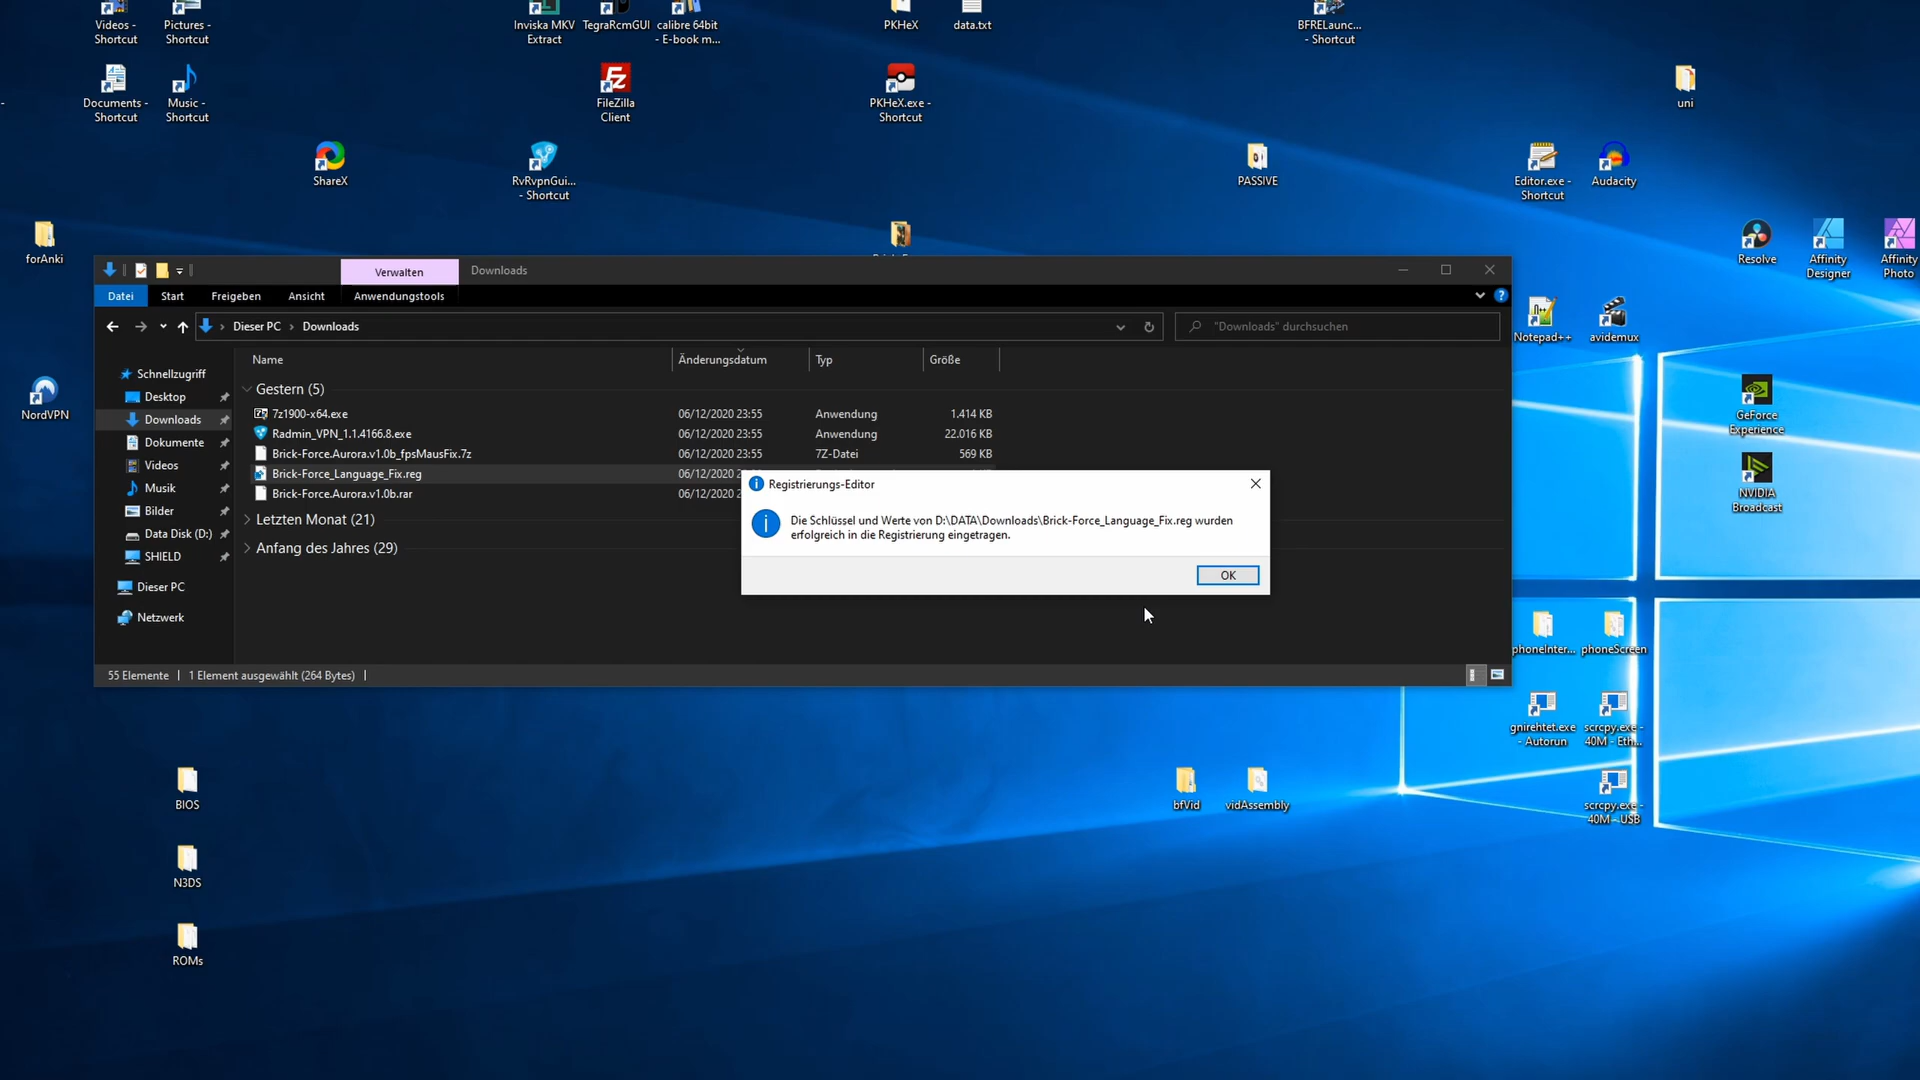 Videos -
Shortcut
Pictures -
Shortcut
Inviska MKV
Extract
TegraRcmGUI
calibre 64bit
- E-book m...
PKHeX
data.txt
BFRELaunc...
- Shortcut
Documents -
Shortcut
Music -
Shortcut
FileZilla
Client
PKHeX.exe -
Shortcut
uni
ShareX
RvRvpnGui...
- Shortcut
PASSIVE
Editor.exe -
Shortcut
Audacity
forAnki
Resolve
Affinity
Designer
Affinity
Photo
Verwalten
Downloads
Datei
Start
Freigeben
Ansicht
Anwendungstools
Dieser PC
Downloads
"Downloads" durchsuchen
Notepad++
avidemux
Name
Änderungsdatum
Typ
Größe
Schnellzugriff
Desktop
Downloads
Dokumente
Videos
Musik
Bilder
Data Disk (D:)
SHIELD
Dieser PC
Netzwerk
Gestern (5)
7z1900-x64.exe 06/12/2020 23:55 Anwendung 1.414 KB
Radmin_VPN_1.1.4166.8.exe 06/12/2020 23:55 Anwendung 22.016 KB
Brick-Force.Aurora.v1.0b_fpsMausFix.7z 06/12/2020 23:55 7Z-Datei 569 KB
Brick-Force_Language_Fix.reg 06/12/2020
Brick-Force.Aurora.v1.0b.rar 06/12/2020
Letzten Monat (21)
Anfang des Jahres (29)
Registrierungs-Editor
Die Schlüssel und Werte von D:\DATA\Downloads\Brick-Force_Language_Fix.reg wurden
erfolgreich in die Registrierung eingetragen.
OK
55 Elemente
1 Element ausgewählt (264 Bytes)
NordVPN
GeForce
Experience
NVIDIA
Broadcast
phoneInter...
phoneScreen
gnirehtet.exe
- Autorun
scrcpy.exe -
40M - Eth...
BIOS
bfVid
vidAssembly
scrcpy.exe -
40M - USB
N3DS
ROMs